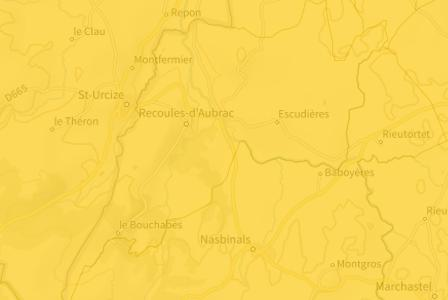 Repon
le Clau
Montfermier
D665
St-Urcize
Recoules-d'Aubrac
Escudières
le Théron
Rieutortet
Baboyères
Rieu
le Bouchabès
Nasbinals
Montgros
Marchastel